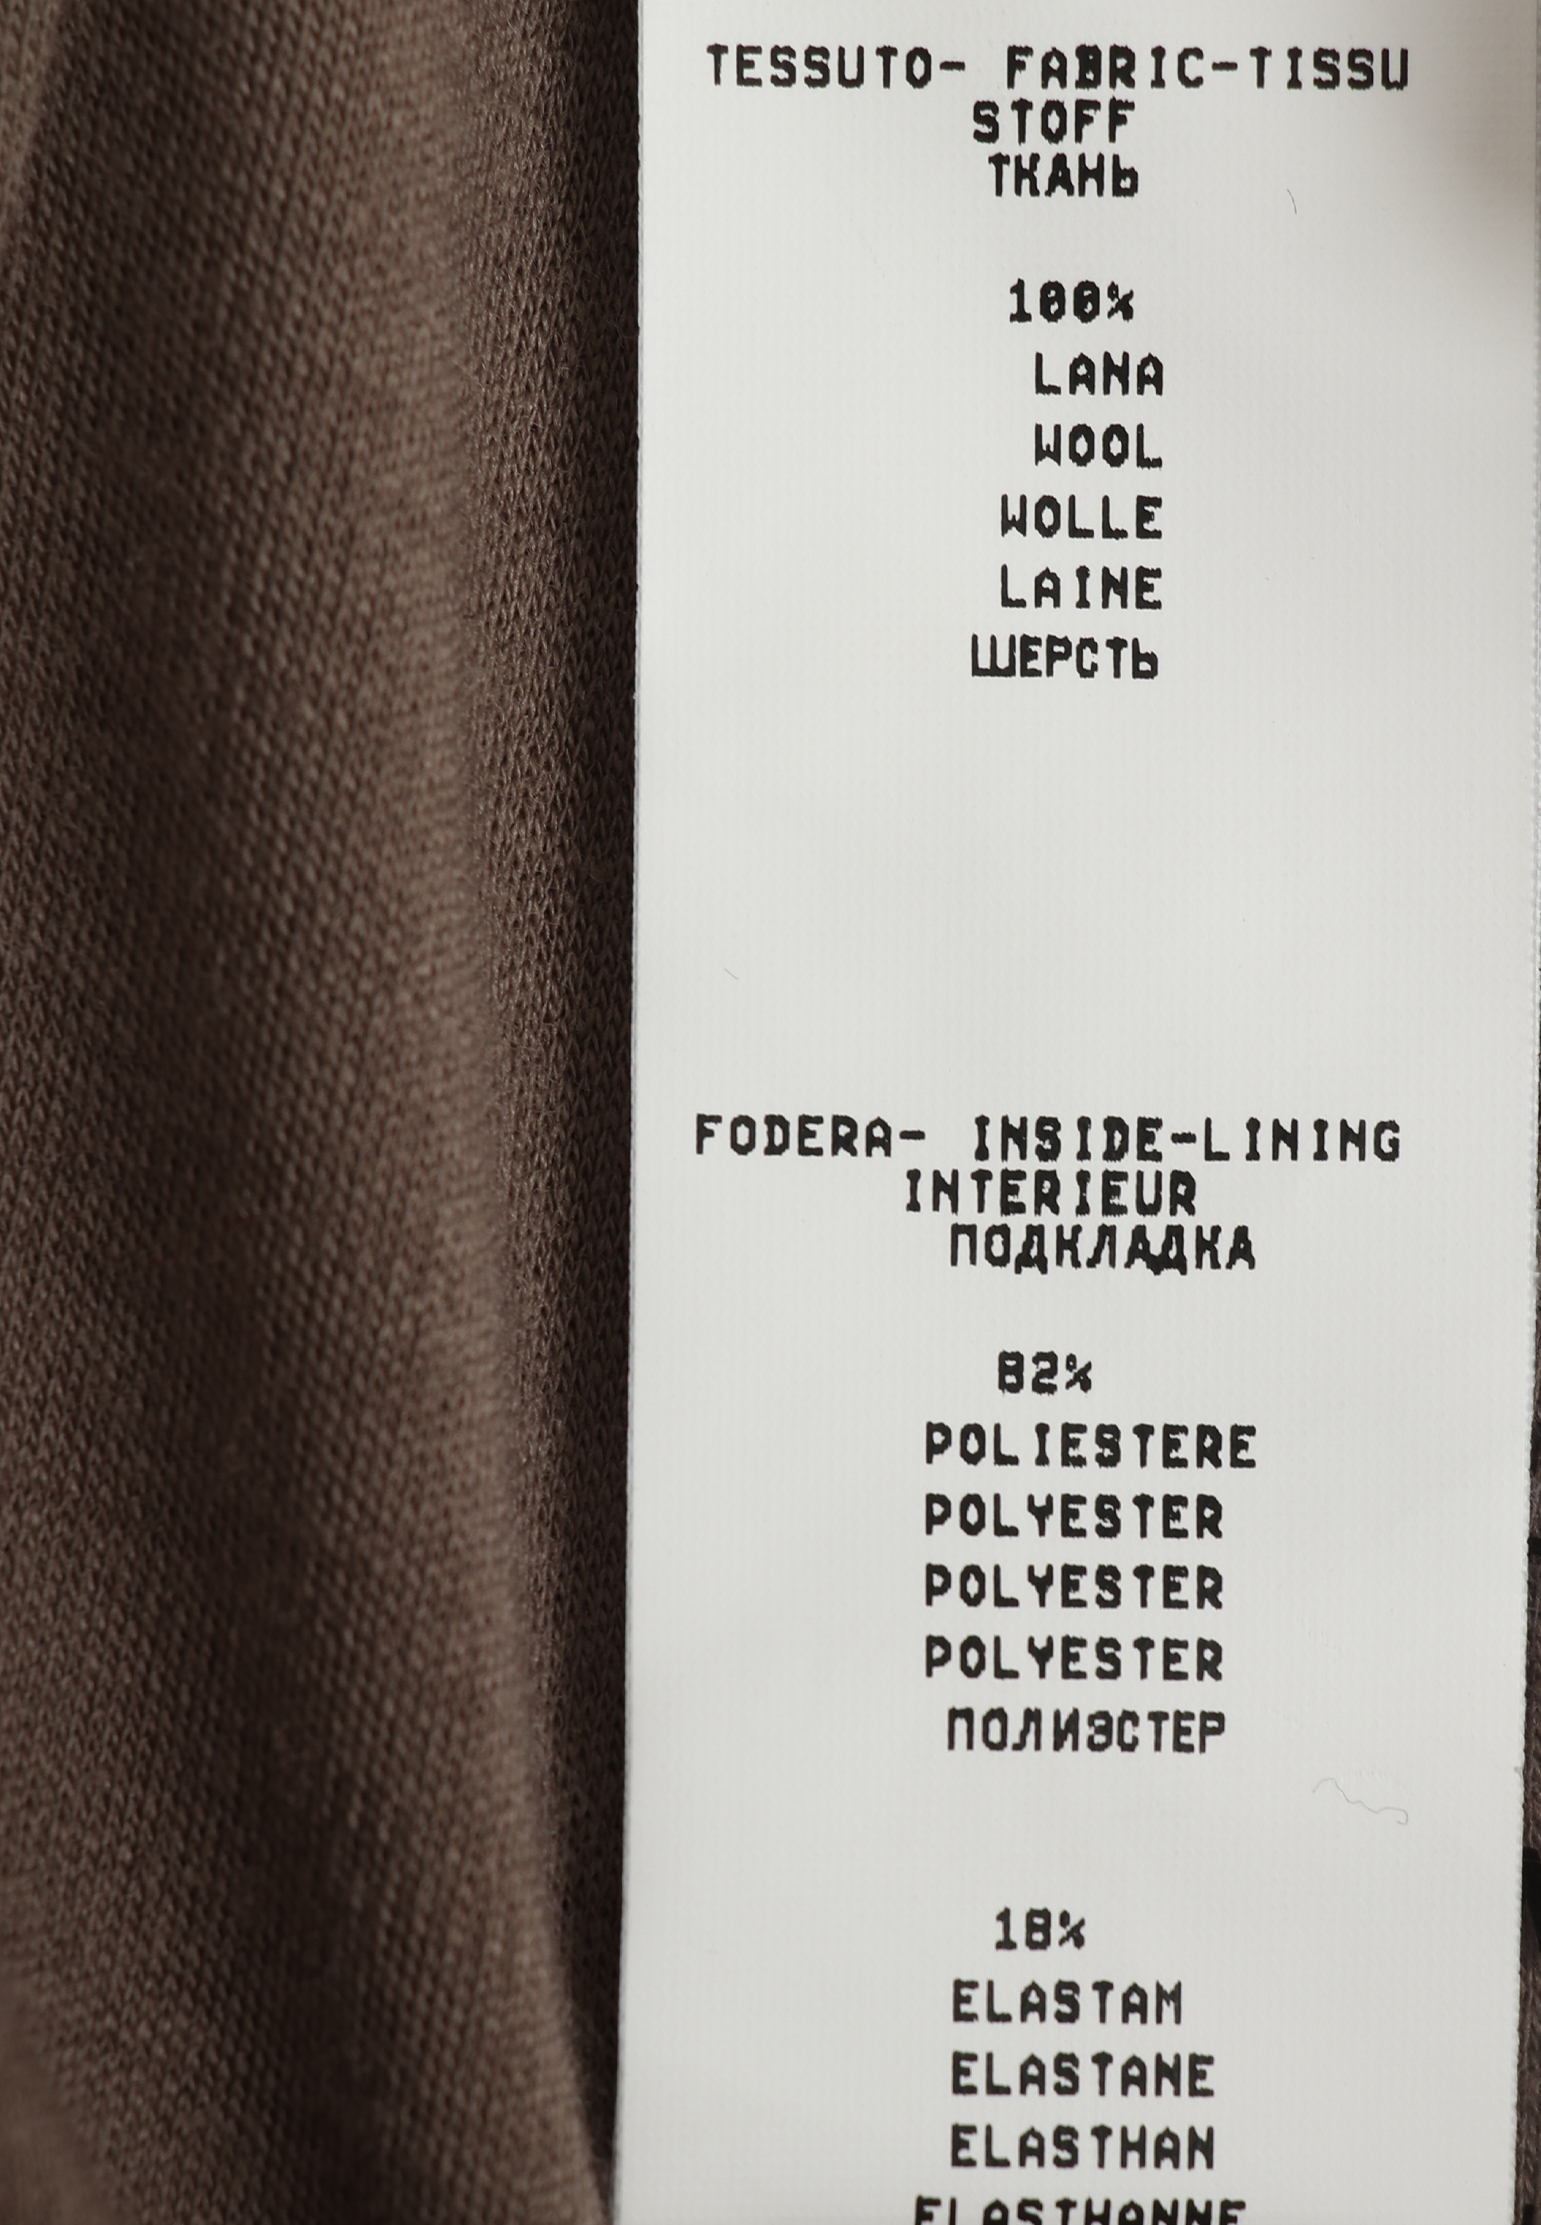 TESSUTO- FABRIC-TISSU
STOFF
ТКАНЬ
100%
LANA
WOOL
WOLLE
LAINE
ШЕРСТЬ
FODERA- INSIDE-LINING
INTERIEUR
ПОДКЛАДКА
82%
POLIESTERE
POLYESTER
POLYESTER
POLYESTER
ПОЛИЭСТЕР
18%
ELASTAM
ELASTANE
ELASTHAN
ELASTHANNE